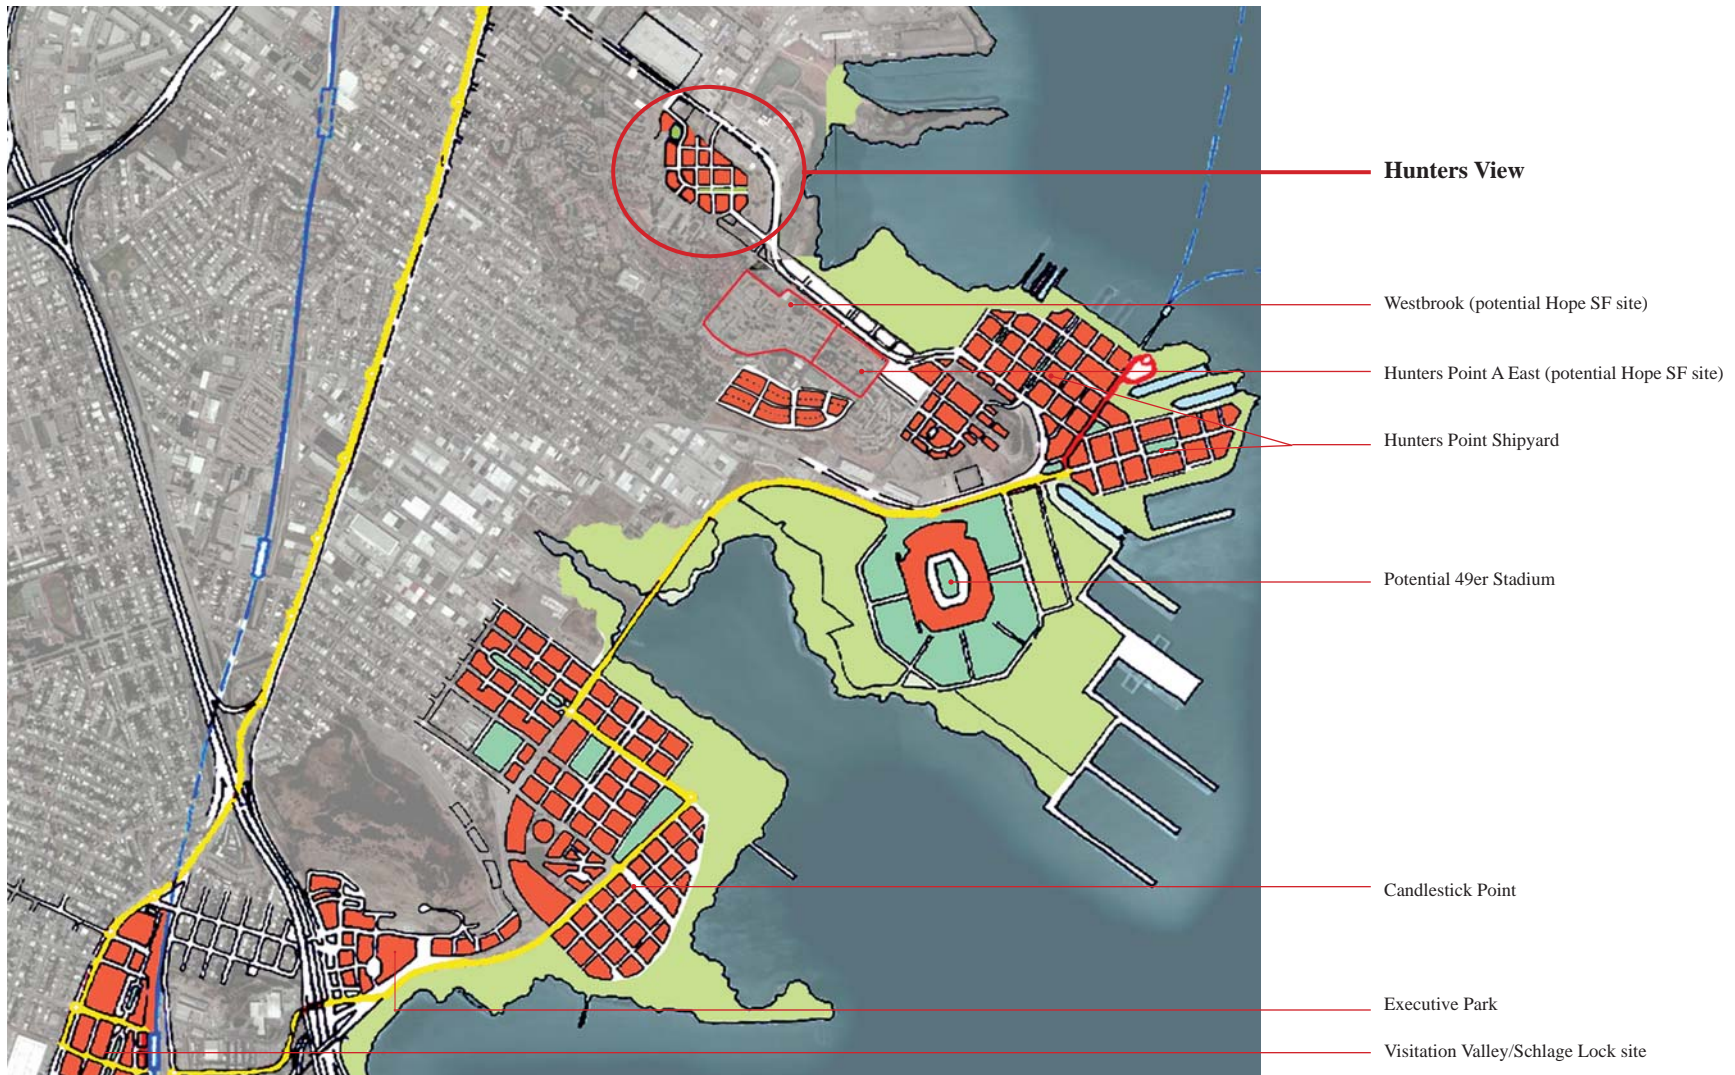 Hunters View
Westbrook (potential Hope SF site)
Hunters Point A East (potential Hope SF site)
Hunters Point Shipyard
Potential 49er Stadium
Candlestick Point
Executive Park
Visitation Valley/Schlage Lock site